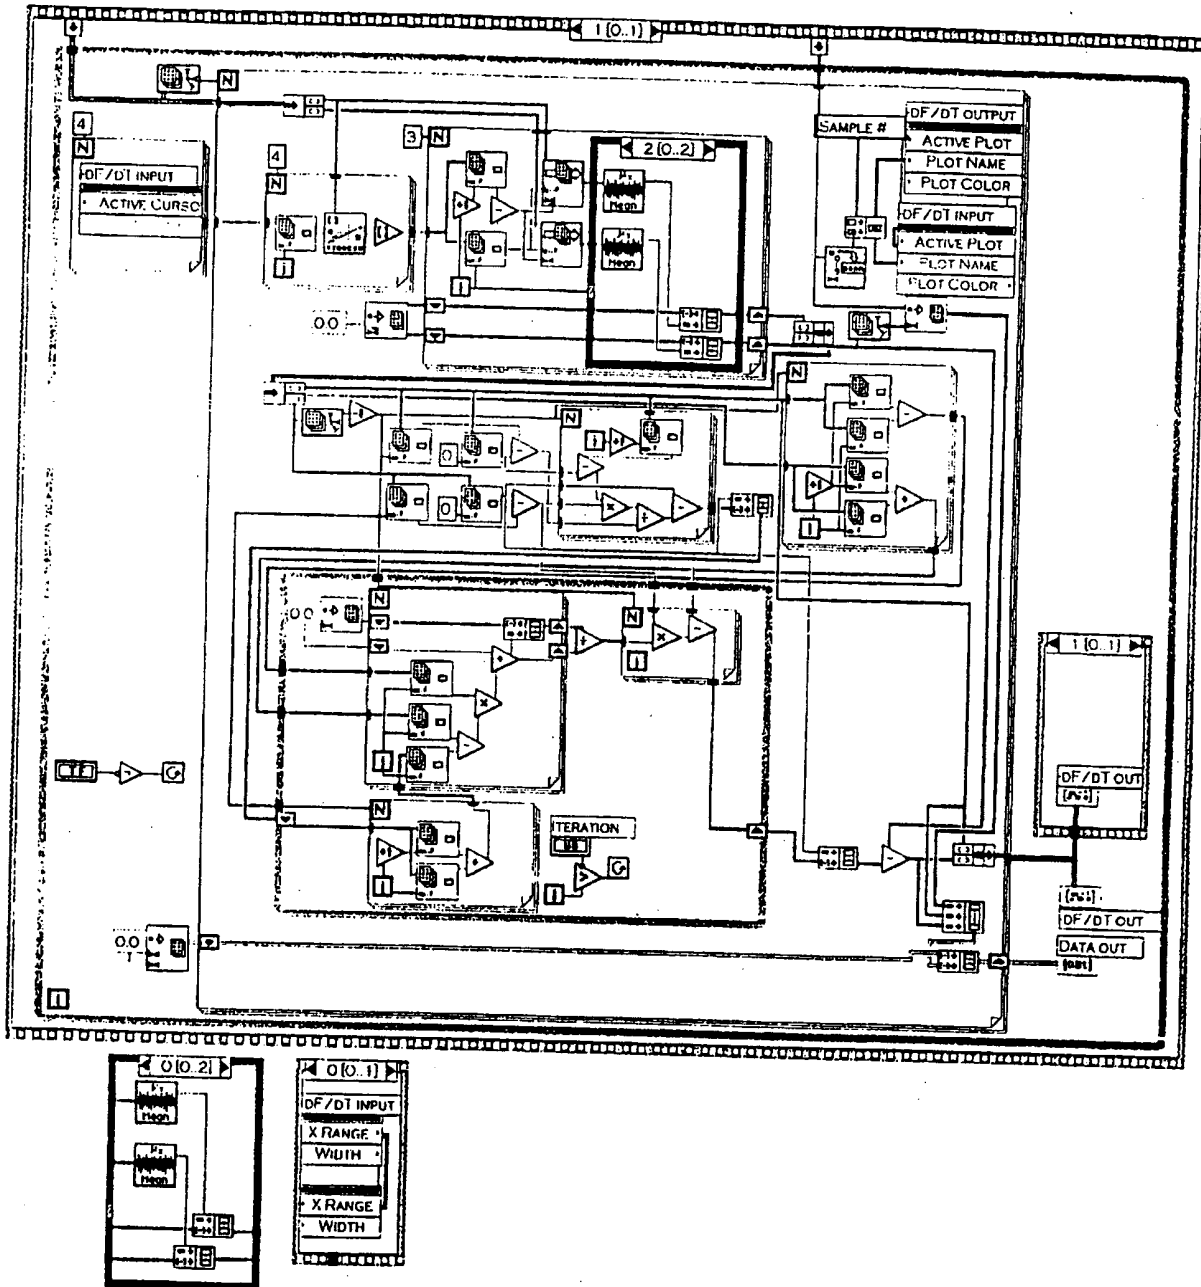 1 [0..1]
N
4
N
DF/DT INPUT
ACTIVE CURSO
4
N
3
N
2 [0..2]
Mean
Mean
SAMPLE #
DF/DT OUTPUT
ACTIVE PLOT
PLOT NAME
PLOT COLOR
DF/DT INPUT
ACTIVE PLOT
PLOT NAME
PLOT COLOR
i
i
0.0
N
N
0
0
i
i
N
N
0.0
i
i
1 [0..1]
DF/DT OUT
TF
N
ITERATION
i
i
DF/DT OUT
DATA OUT
[DBL]
0.0
i
0 [0..2]
Mean
Mean
0 [0..1]
DF/DT INPUT
X RANGE
WIDTH
X RANGE
WIDTH